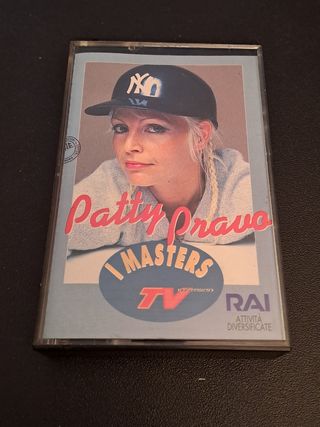 NY
Patty Pravo
I MASTERS
TV
RAI
ATTIVITÀ
DIVERSIFICATE